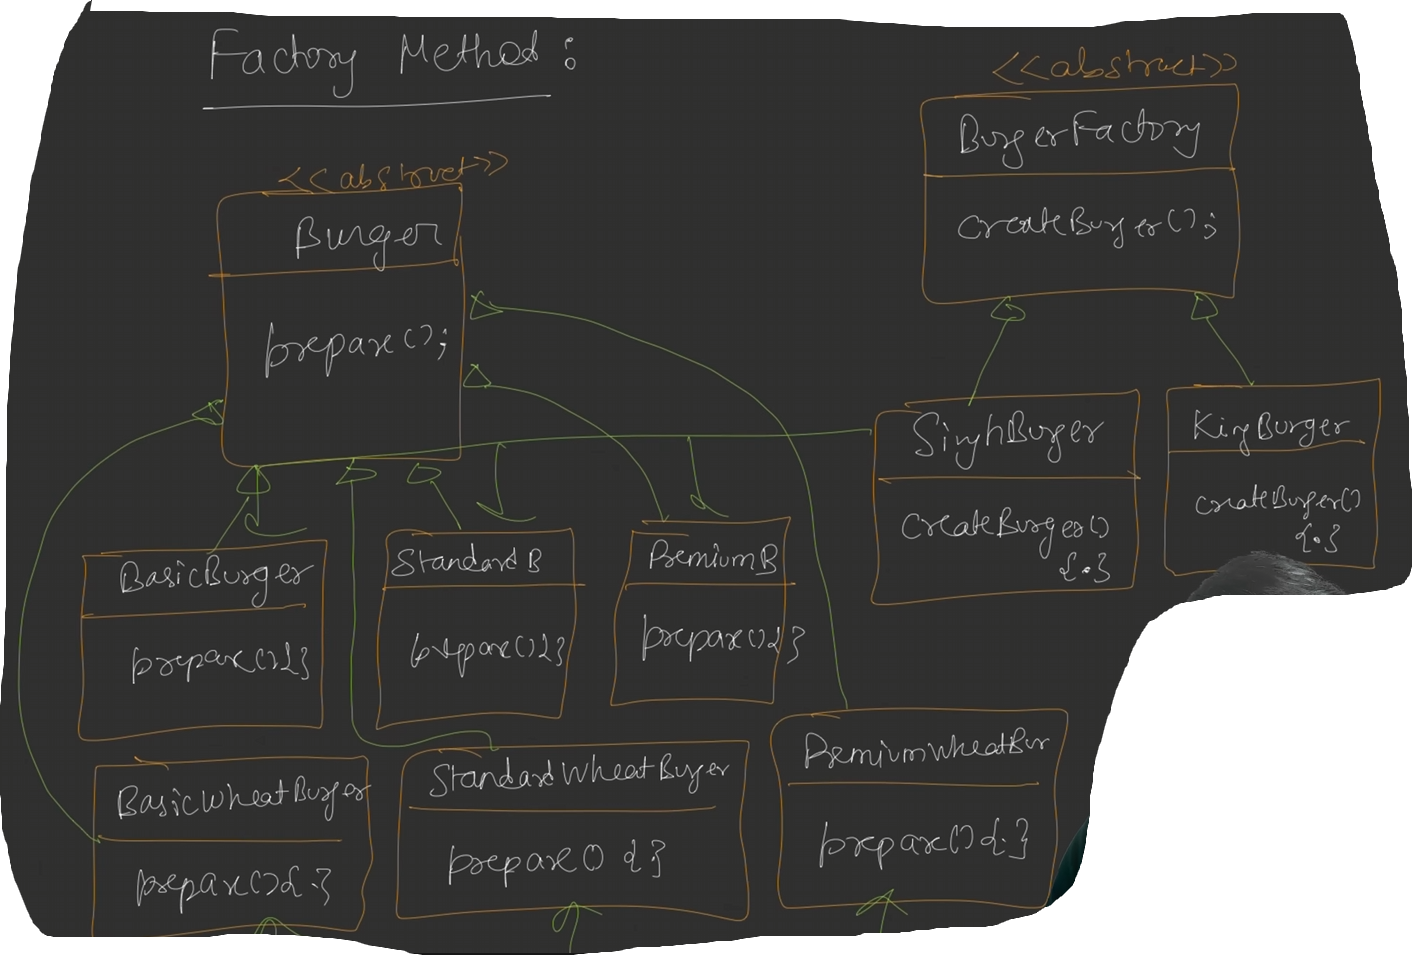 Factory Method :
<<abstract>>
BurgerFactory
createBurger();
<<abstract>>
Burger
prepare();
SinghBurger
createBurger()
{.}
KingBurger
createBurger()
{.}
BasicBurger
prepare(){}
StandardB
prepare(){}
PremiumB
prepare(){}
BasicWheatBurger
prepare(){.}
StandardWheatBurger
prepare() {}
PremiumWheatBur
prepare(){.}